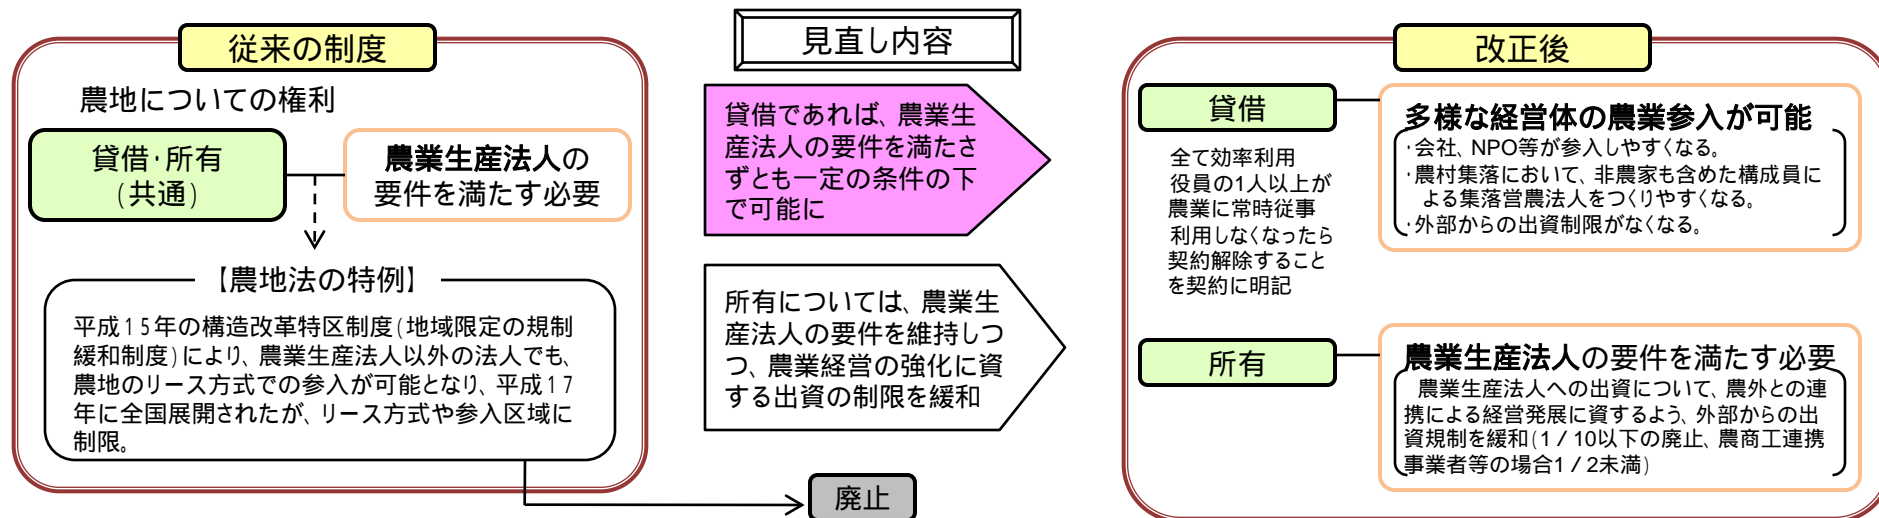 従来の制度
農地についての権利
貸借・所有
(共通)
農業生産法人の
要件を満たす必要
【農地法の特例】
平成15年の構造改革特区制度(地域限定の規制
緩和制度)により、農業生産法人以外の法人でも、
農地のリース方式での参入が可能となり、平成17
年に全国展開されたが、リース方式や参入区域に
制限。
見直し内容
貸借であれば、農業生
産法人の要件を満たさ
ずとも一定の条件の下
で可能に
所有については、農業生
産法人の要件を維持しつ
つ、農業経営の強化に資
する出資の制限を緩和
廃止
改正後
貸借
全て効率利用
役員の1人以上が
農業に常時従事
利用しなくなったら
契約解除すること
を契約に明記
多様な経営体の農業参入が可能
・会社、NPO等が参入しやすくなる。
・農村集落において、非農家も含めた構成員に
よる集落営農法人をつくりやすくなる。
・外部からの出資制限がなくなる。
所有
農業生産法人の要件を満たす必要
農業生産法人への出資について、農外との連
携による経営発展に資するよう、外部からの出
資規制を緩和(1/10以下の廃止、農商工連携
事業者等の場合1/2未満)